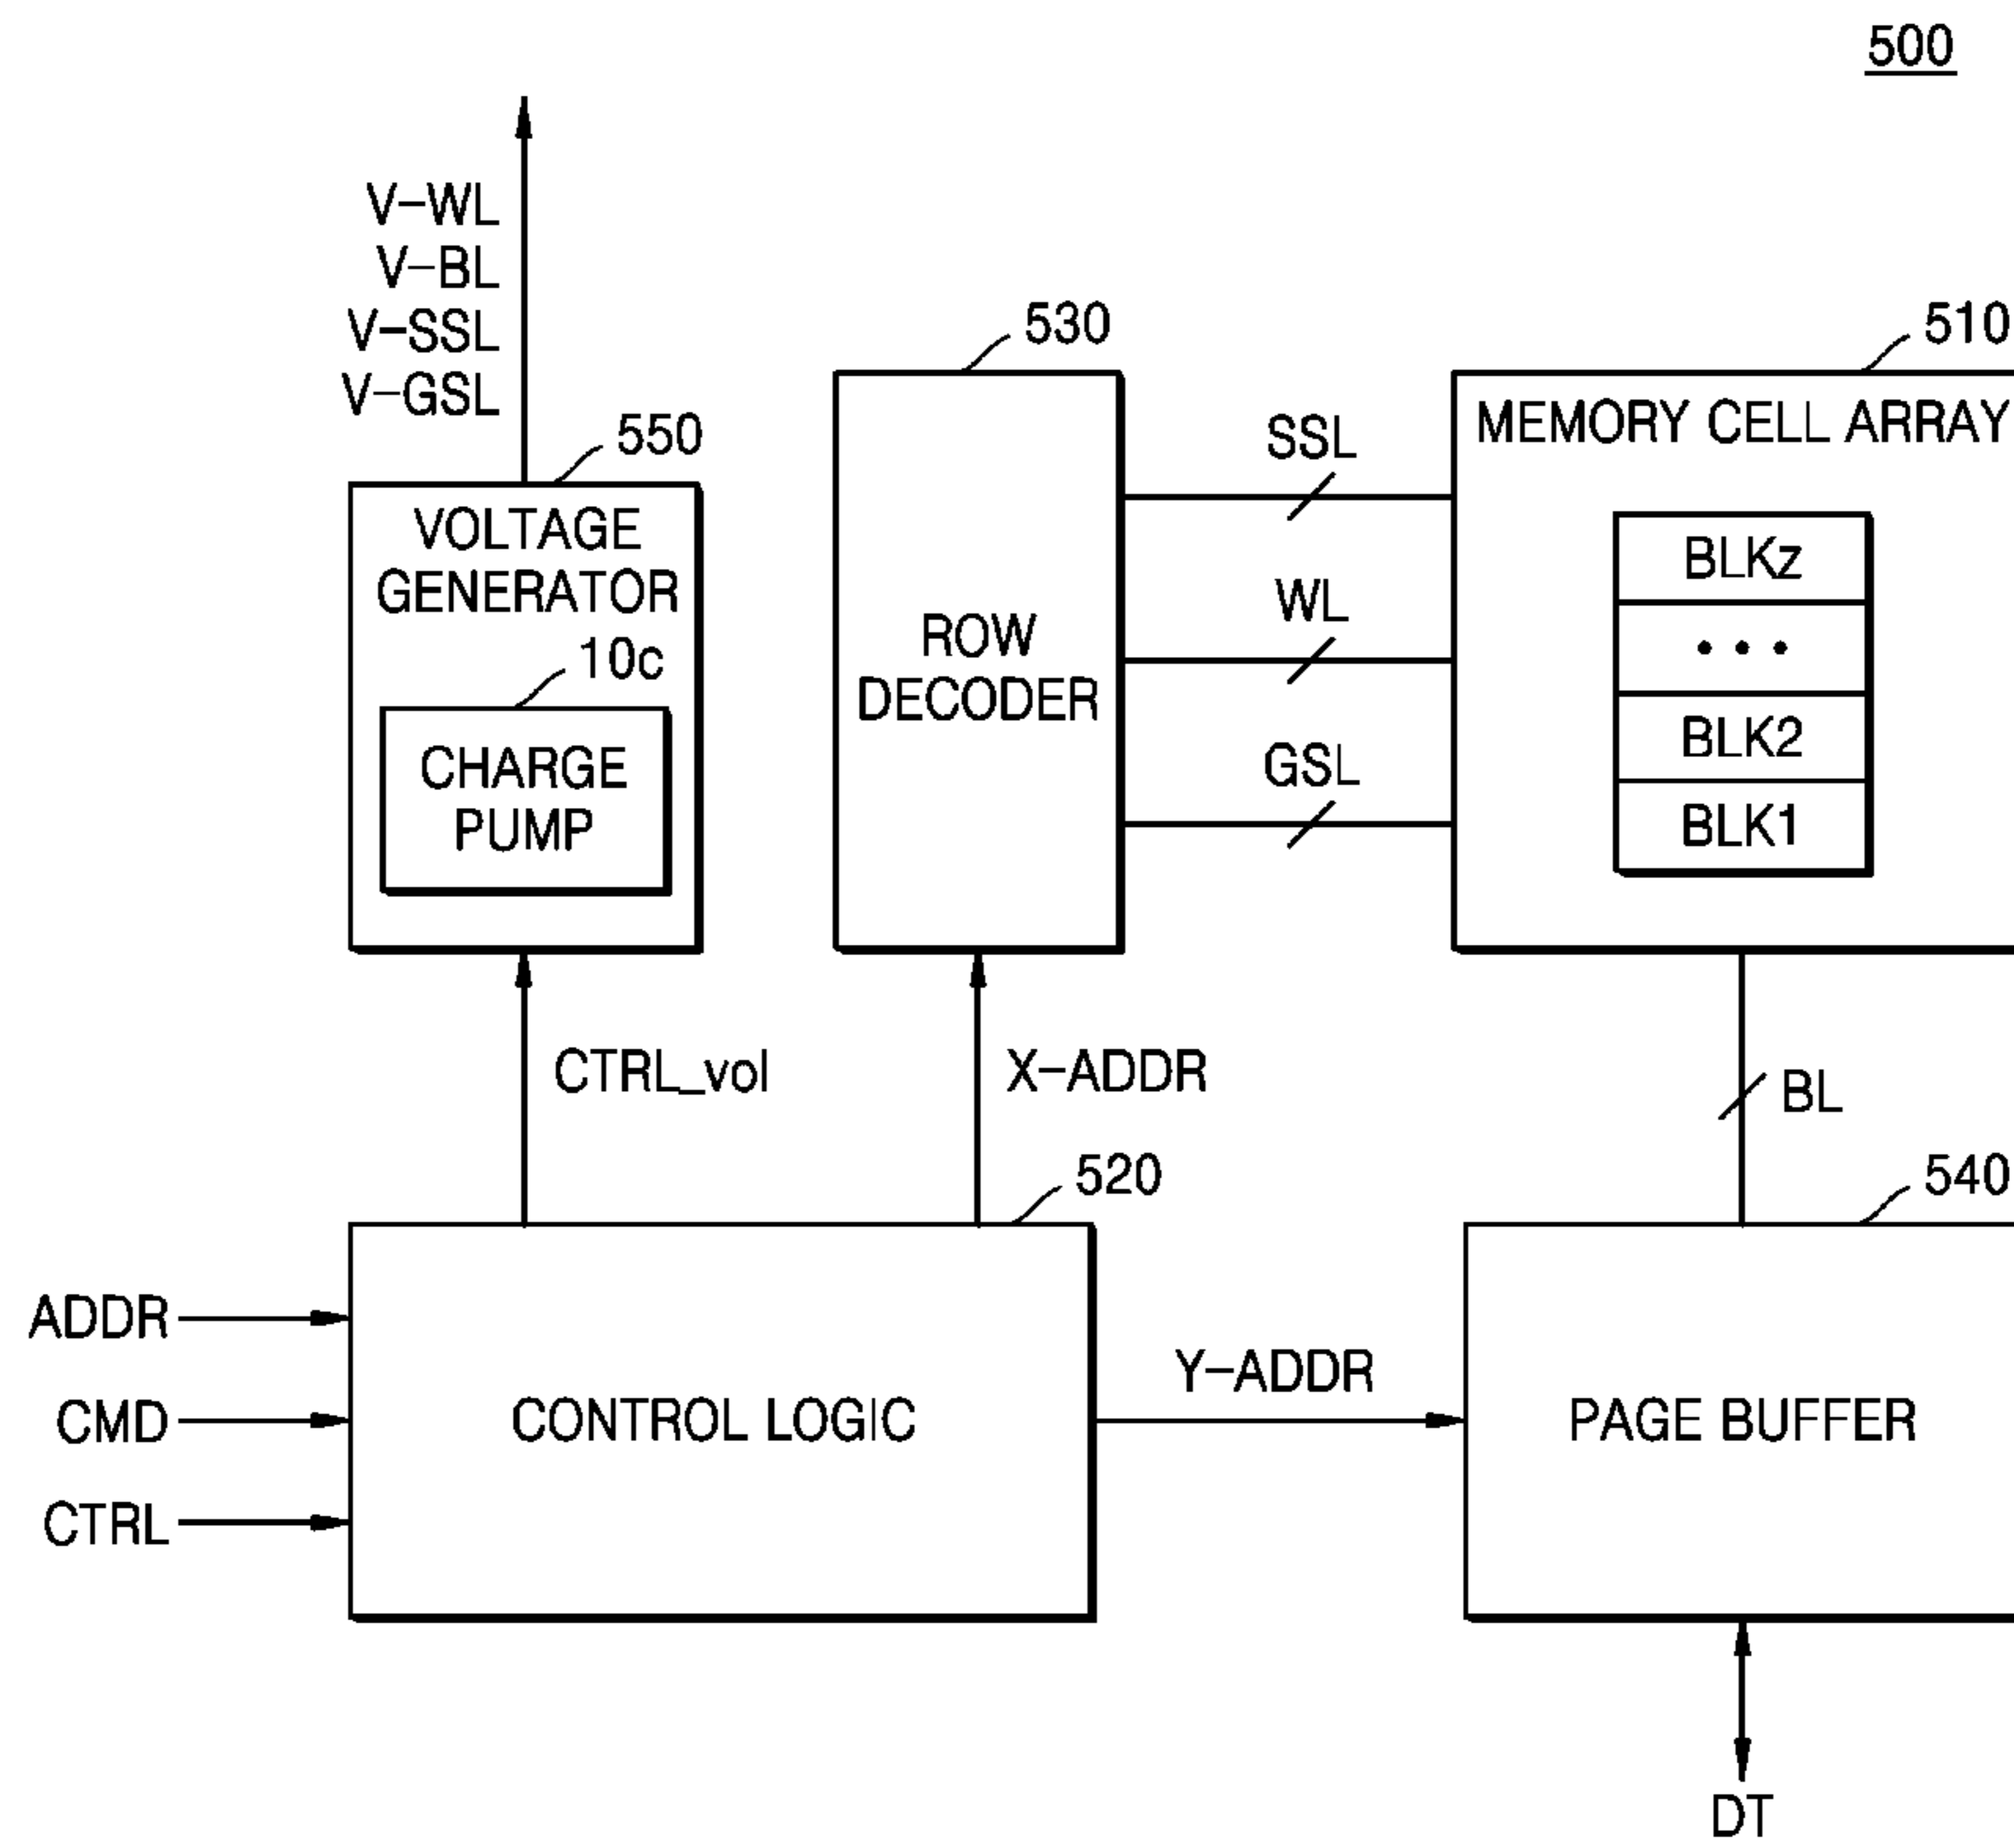 500
V-WL
V-BL
V-SSL
V-GSL
550
VOLTAGE
GENERATOR
10c
CHARGE
PUMP
530
ROW
DECODER
SSL
WL
GSL
510
MEMORY CELL ARRAY
BLKz
• • •
BLK2
BLK1
CTRL_vol
X-ADDR
BL
520
540
ADDR
CMD
CTRL
CONTROL LOGIC
Y-ADDR
PAGE BUFFER
DT